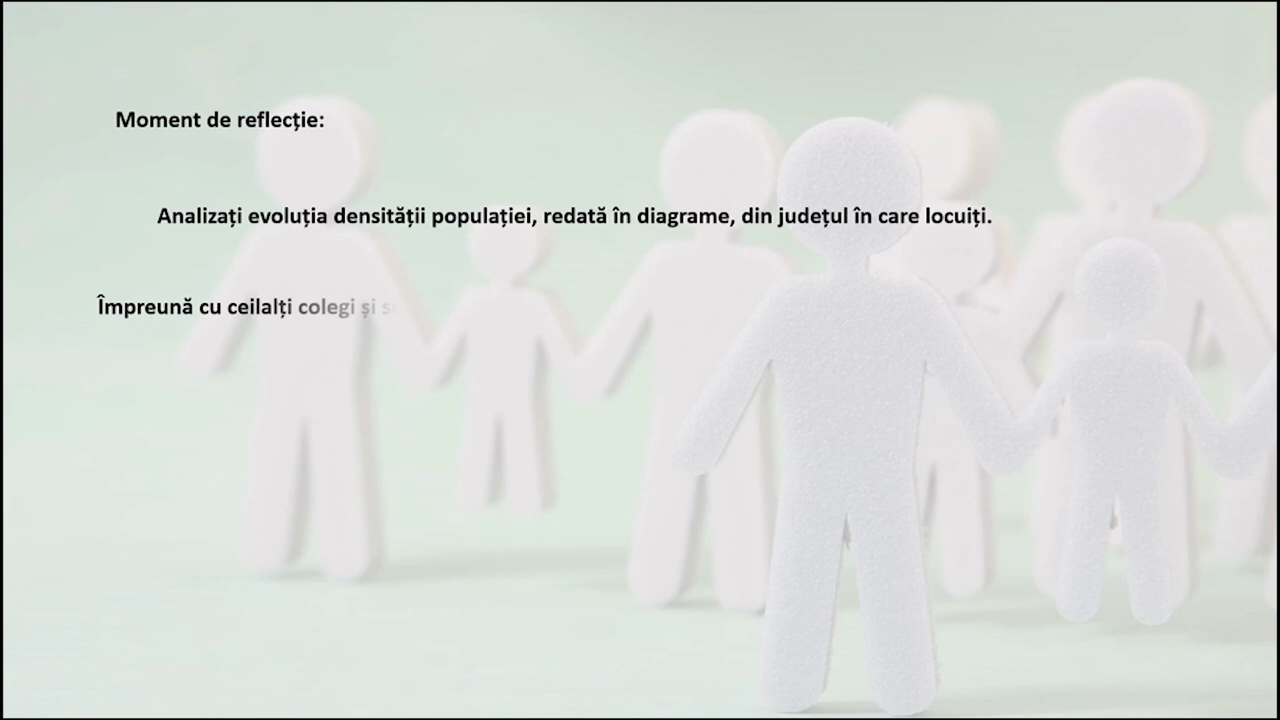 Moment de reflecție:
Analizați evoluția densității populației, redată în diagrame, din județul în care locuiți.
Împreună cu ceilalți colegi și